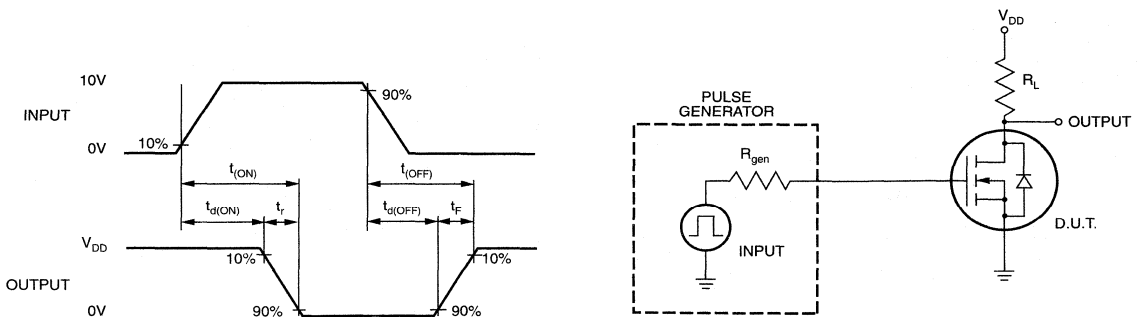 10V
INPUT
0V
10%
90%
t(ON)
t(OFF)
td(ON)
tr
td(OFF)
tF
VDD
OUTPUT
0V
10%
90%
90%
10%
VDD
RL
OUTPUT
PULSE
GENERATOR
Rgen
INPUT
D.U.T.